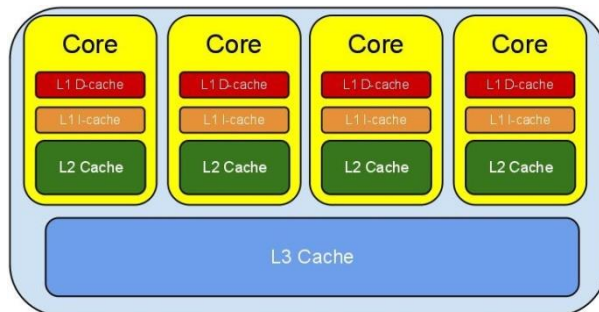 Core Core Core Core
L1 D-cache L1 D-cache L1 D-cache L1 D-cache
L1 I-cache L1 I-cache L1 I-cache L1 I-cache
L2 Cache L2 Cache L2 Cache L2 Cache
L3 Cache